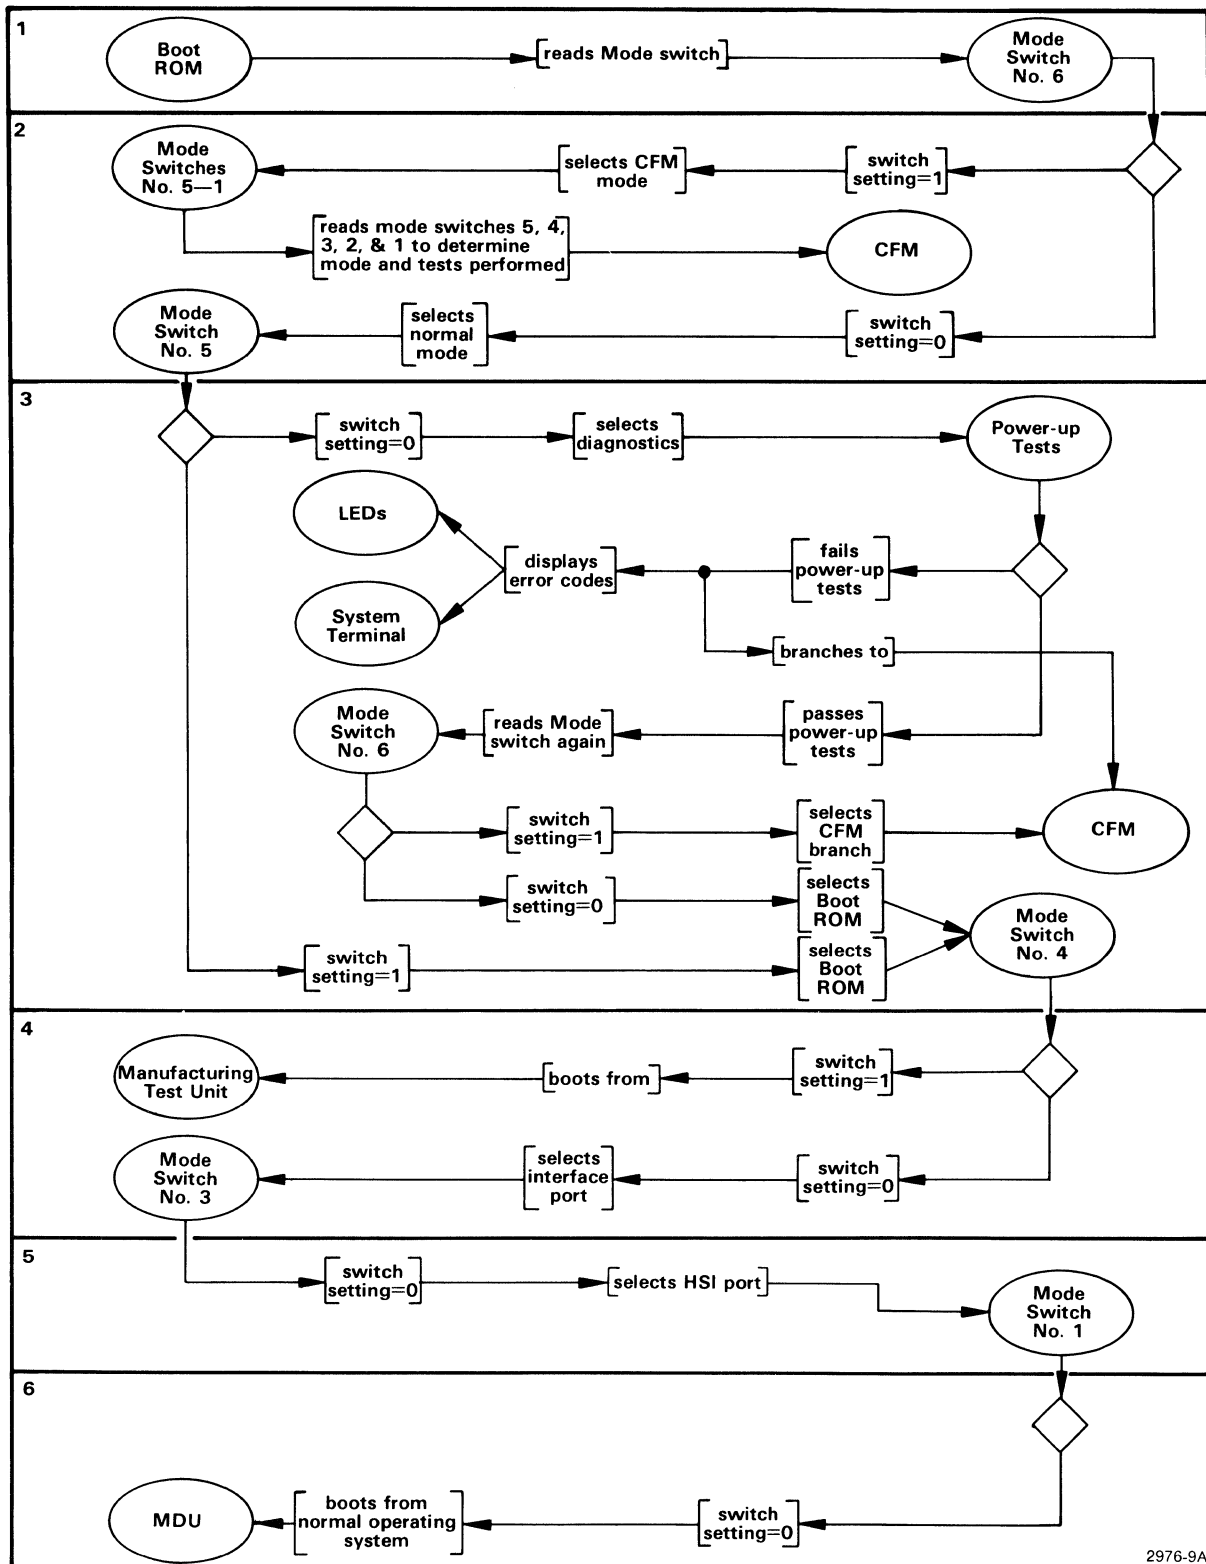 1
Boot
ROM
reads Mode switch
Mode
Switch
No. 6
2
Mode
Switches
No. 5—1
selects CFM
mode
switch
setting=1
reads mode switches 5, 4,
3, 2, & 1 to determine
mode and tests performed
CFM
Mode
Switch
No. 5
selects
normal
mode
switch
setting=0
3
switch
setting=0
selects
diagnostics
Power-up
Tests
LEDs
displays
error codes
fails
power-up
tests
System
Terminal
branches to
Mode
Switch
No. 6
reads Mode
switch again
passes
power-up
tests
switch
setting=1
selects
CFM
branch
CFM
switch
setting=0
selects
Boot
ROM
Mode
Switch
No. 4
switch
setting=1
selects
Boot
ROM
4
Manufacturing
Test Unit
boots from
switch
setting=1
Mode
Switch
No. 3
selects
interface
port
switch
setting=0
5
switch
setting=0
selects HSI port
Mode
Switch
No. 1
6
MDU
boots from
normal operating
system
switch
setting=0
2976-9A